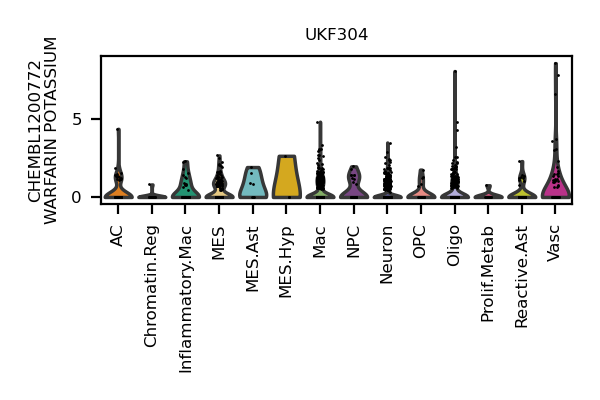 UKF304
CHEMBL1200772
WARFARIN POTASSIUM
5
0
AC
Chromatin.Reg
Inflammatory.Mac
MES
MES.Ast
MES.Hyp
Mac
NPC
Neuron
OPC
Oligo
Prolif.Metab
Reactive.Ast
Vasc